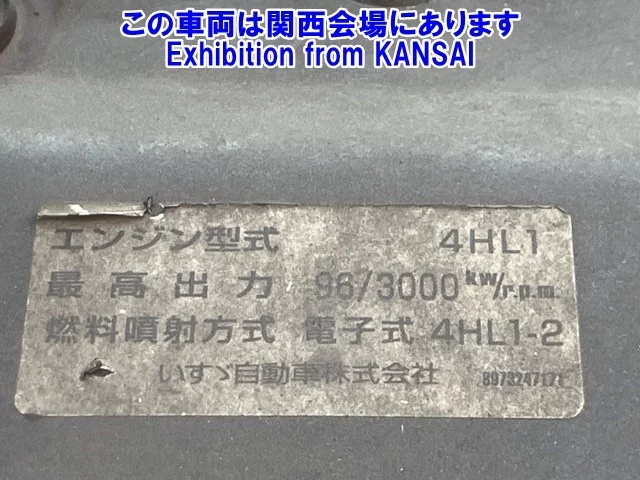 この車両は関西会場にあります
Exhibition from KANSAI
エンジン型式 4HL1
最高出力 96/3000 kW/r.p.m.
燃料噴射方式 電子式 4HL1-2
いすゞ自動車株式会社 8973247171